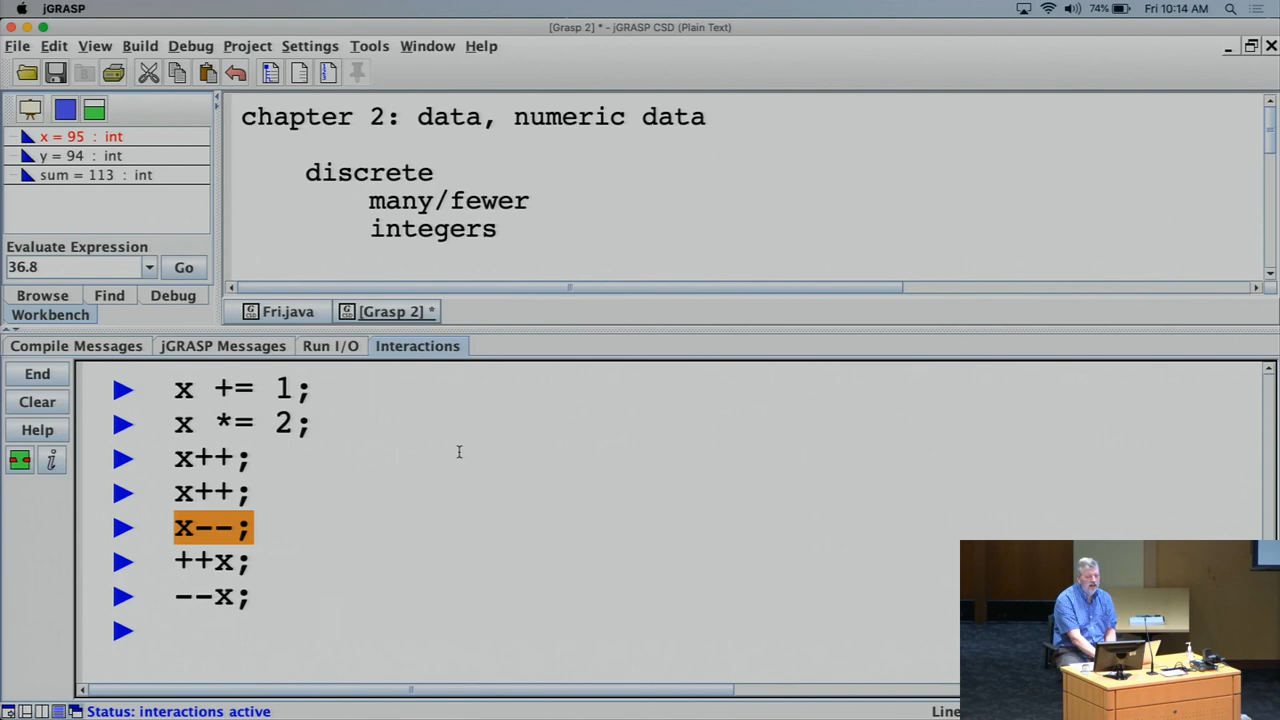 jGRASP
74%
Fri 10:14 AM
[Grasp 2] * - jGRASP CSD (Plain Text)
File Edit View Build Debug Project Settings Tools Window Help
x = 95 : int
y = 94 : int
sum = 113 : int
Evaluate Expression
36.8
Go
Browse Find Debug
Workbench
chapter 2: data, numeric data
discrete
many/fewer
integers
Fri.java
[Grasp 2] *
Compile Messages jGRASP Messages Run I/O Interactions
End
Clear
Help
x += 1;
x *= 2;
x++;
x++;
x--;
++x;
--x;
Status: interactions active
Line